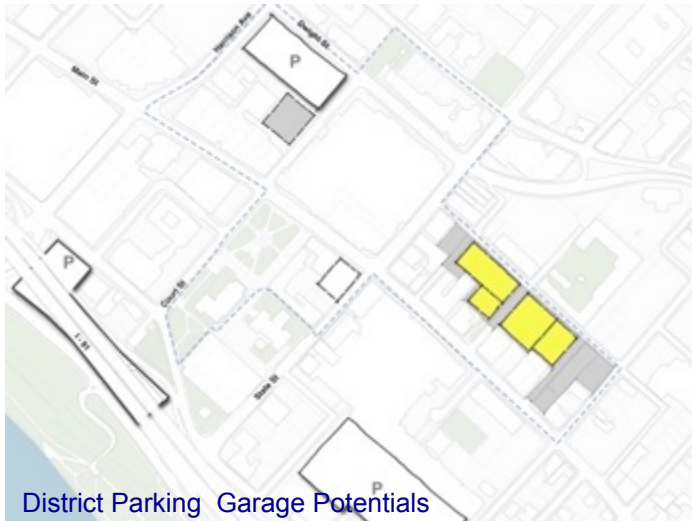 Harrison Ave
Dwight St.
P
Main St
P
Court St
I - 91
State St
P
District Parking Garage Potentials